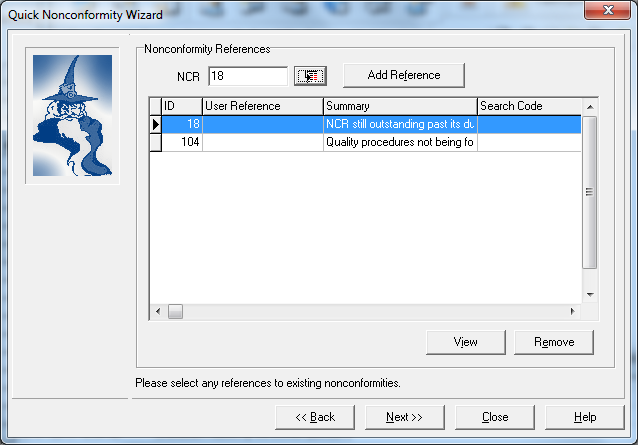 Quick Nonconformity Wizard
Nonconformity References
NCR 18 Add Reference
ID User Reference Summary Search Code
18 NCR still outstanding past its du
104 Quality procedures not being fo
View Remove
Please select any references to existing nonconformities.
<< Back Next >> Close Help